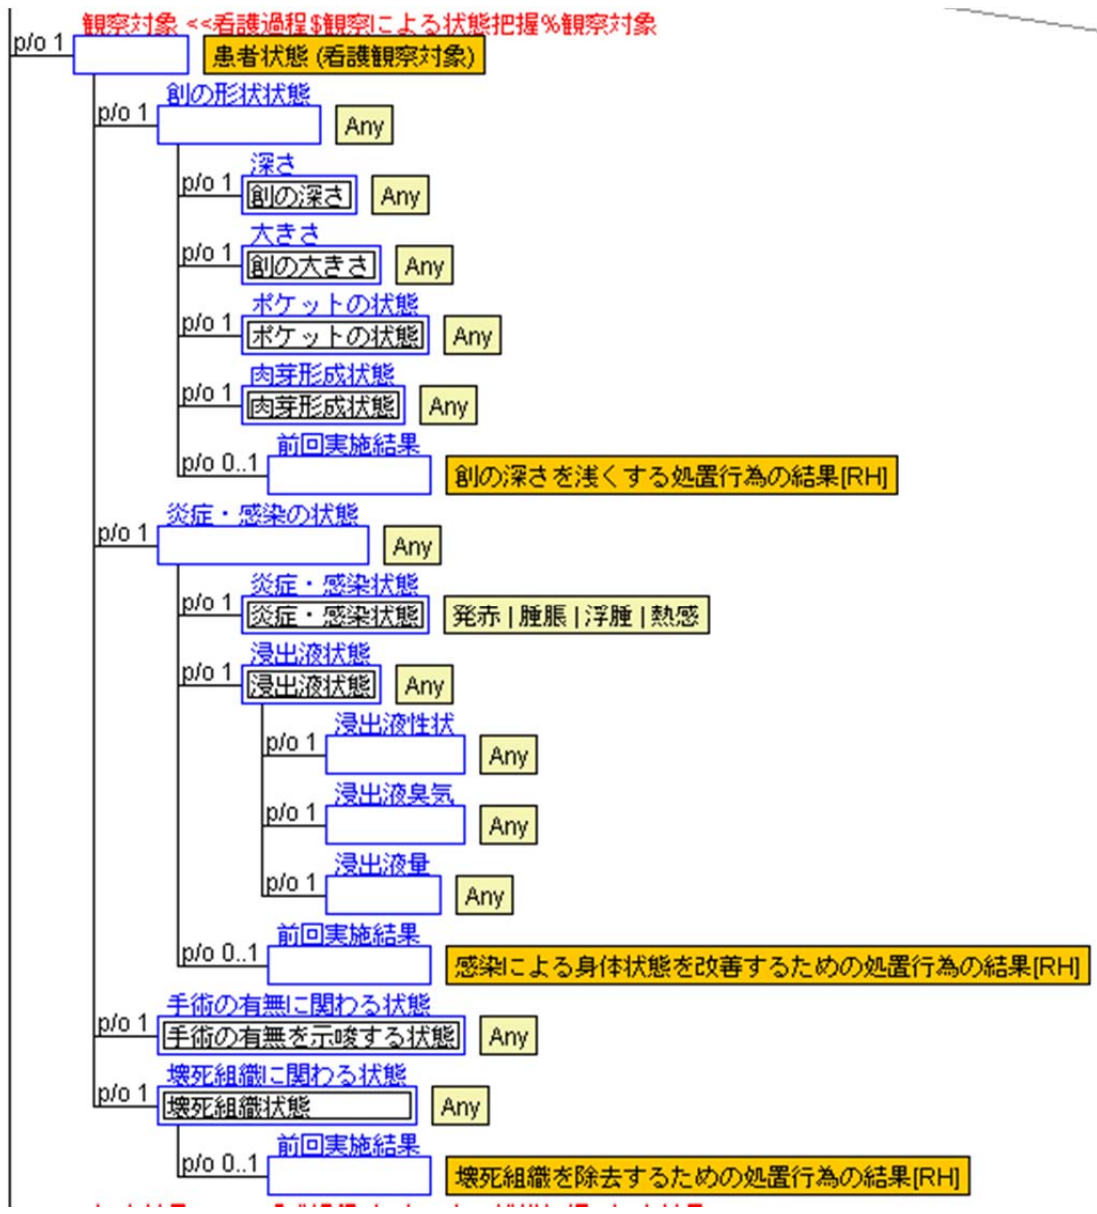 観察対象 <<看護過程$観察による状態把握%観察対象
p/o 1
患者状態 (看護観察対象)
創の形状状態
p/o 1
Any
深さ
p/o 1
創の深さ
Any
大きさ
p/o 1
創の大きさ
Any
ポケットの状態
p/o 1
ポケットの状態
Any
肉芽形成状態
p/o 1
肉芽形成状態
Any
前回実施結果
p/o 0..1
創の深さを浅くする処置行為の結果[RH]
炎症・感染の状態
p/o 1
Any
炎症・感染状態
p/o 1
炎症・感染状態
発赤 | 腫脹 | 浮腫 | 熱感
浸出液状態
p/o 1
浸出液状態
Any
浸出液性状
p/o 1
Any
浸出液臭気
p/o 1
Any
浸出液量
p/o 1
Any
前回実施結果
p/o 0..1
感染による身体状態を改善するための処置行為の結果[RH]
手術の有無に関わる状態
p/o 1
手術の有無を示唆する状態
Any
壊死組織に関わる状態
p/o 1
壊死組織状態
Any
前回実施結果
p/o 0..1
壊死組織を除去するための処置行為の結果[RH]